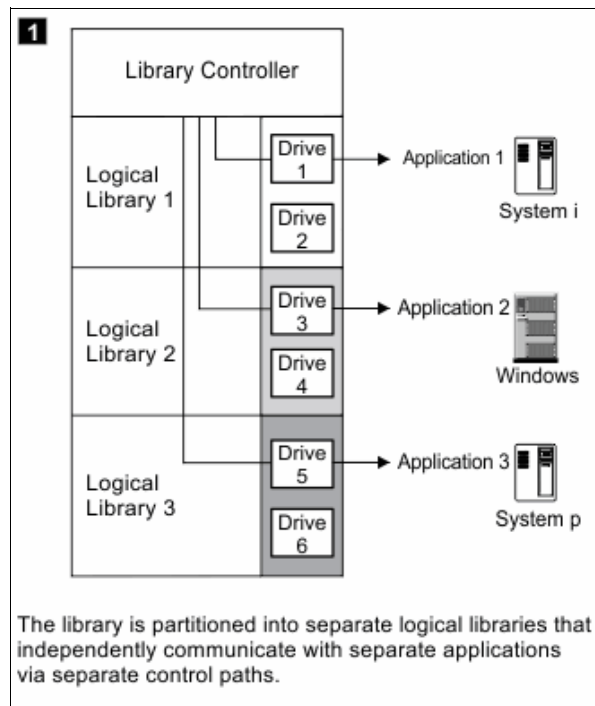 1
Library Controller
Logical
Library 1
Drive
1
Application 1
System i
Drive
2
Logical
Library 2
Drive
3
Application 2
Windows
Drive
4
Logical
Library 3
Drive
5
Application 3
System p
Drive
6
The library is partitioned into separate logical libraries that
independently communicate with separate applications
via separate control paths.